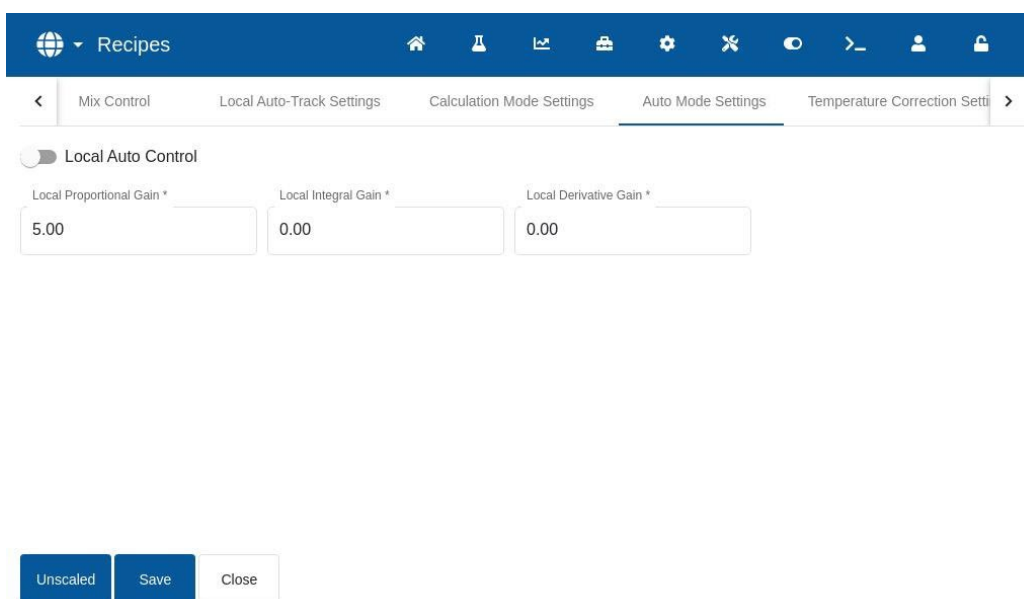 Recipes
Mix Control Local Auto-Track Settings Calculation Mode Settings Auto Mode Settings Temperature Correction Setti
Local Auto Control
Local Proportional Gain * Local Integral Gain * Local Derivative Gain *
5.00 0.00 0.00
Unscaled Save Close